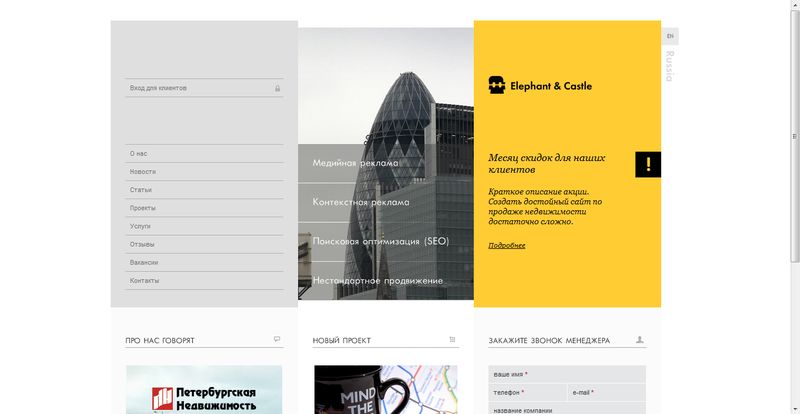 EN
Russia
Вход для клиентов
О нас
Новости
Статьи
Проекты
Услуги
Отзывы
Вакансии
Контакты
Медийная реклама
Контекстная реклама
Поисковая оптимизация (SEO)
Нестандартное продвижение
Elephant & Castle
Месяц скидок для наших
клиентов
!
Краткое описание акции.
Создать достойный сайт по
продаже недвижимости
достаточно сложно.
Подробнее
ПРО НАС ГОВОРЯТ
Петербургская
Недвижимость
НОВЫЙ ПРОЕКТ
MIND
THE
ЗАКАЖИТЕ ЗВОНОК МЕНЕДЖЕРА
ваше имя *
телефон *
e-mail *
название компании